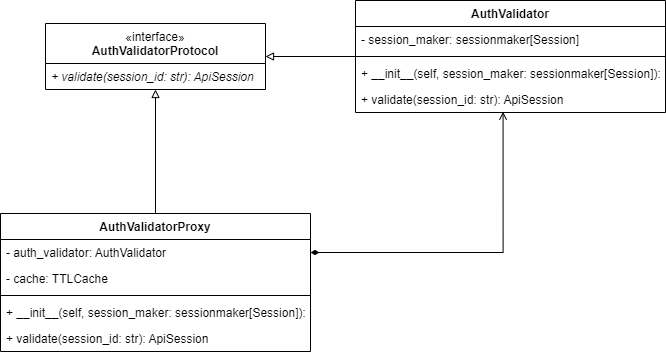 «interface»
AuthValidatorProtocol
+ validate(session_id: str): ApiSession
AuthValidator
- session_maker: sessionmaker[Session]
+ __init__(self, session_maker: sessionmaker[Session]):
+ validate(session_id: str): ApiSession
AuthValidatorProxy
- auth_validator: AuthValidator
- cache: TTLCache
+ __init__(self, session_maker: sessionmaker[Session]):
+ validate(session_id: str): ApiSession